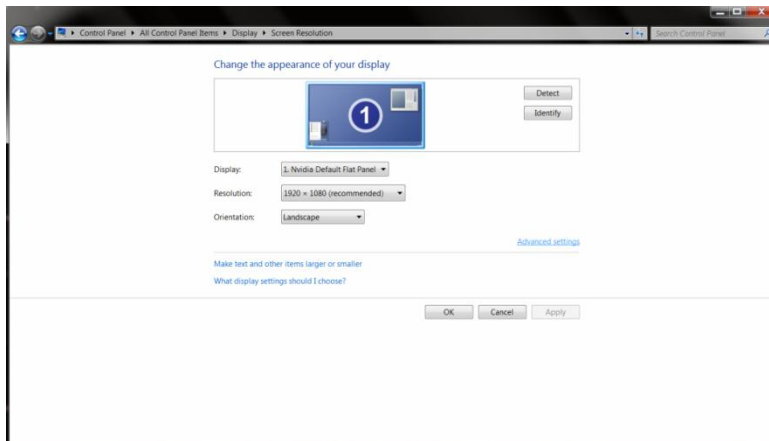 Control Panel ▸ All Control Panel Items ▸ Display ▸ Screen Resolution
Search Control Panel
Change the appearance of your display
1
Detect
Identify
Display: 1. Nvidia Default Flat Panel
Resolution: 1920 × 1080 (recommended)
Orientation: Landscape
Advanced settings
Make text and other items larger or smaller
What display settings should I choose?
OK Cancel Apply